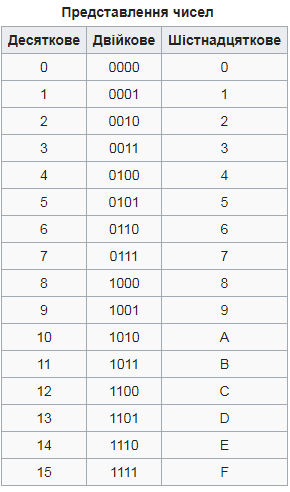 Представлення чисел
Десяткове Двійкове Шістнадцяткове
0 0000 0
1 0001 1
2 0010 2
3 0011 3
4 0100 4
5 0101 5
6 0110 6
7 0111 7
8 1000 8
9 1001 9
10 1010 A
11 1011 B
12 1100 C
13 1101 D
14 1110 E
15 1111 F